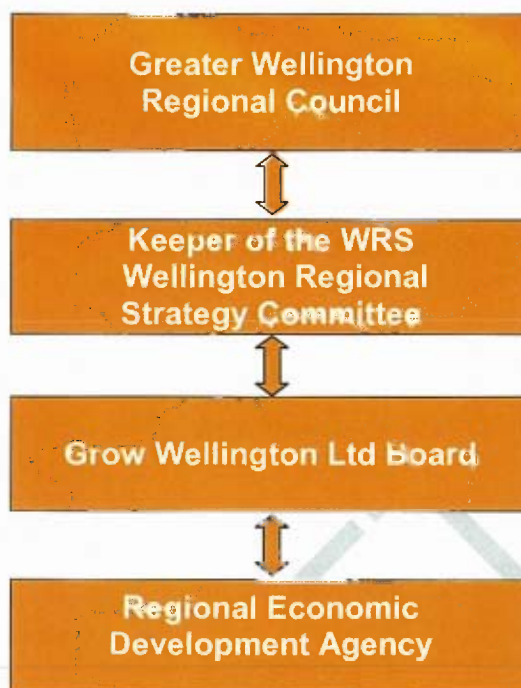 Greater Wellington
Regional Council
Keeper of the WRS
Wellington Regional
Strategy Committee
Grow Wellington Ltd Board
Regional Economic
Development Agency